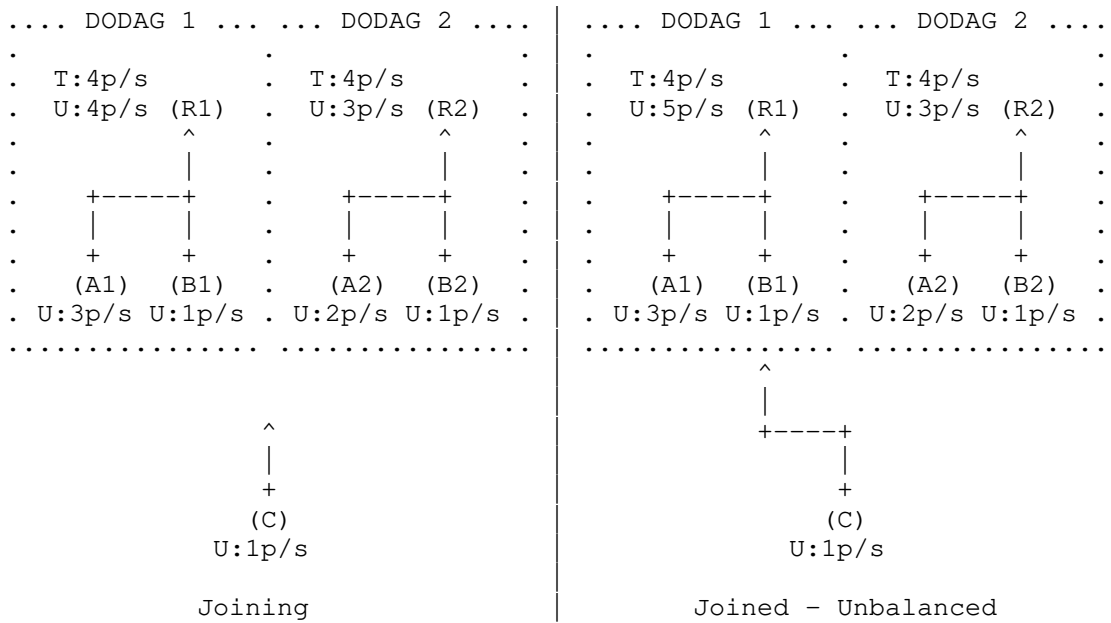 .... DODAG 1 ... ... DODAG 2 .... | .... DODAG 1 ... ... DODAG 2 ....
.                .               . | .                .               .
.  T:4p/s        .  T:4p/s       . | .  T:4p/s        .  T:4p/s       .
.  U:4p/s (R1)   .  U:3p/s (R2)  . | .  U:5p/s (R1)   .  U:3p/s (R2)  .
.           ^    .          ^    . | .           ^    .          ^    .
.           |    .          |    . | .           |    .          |    .
.     +-----+    .    +-----+    . | .     +-----+    .    +-----+    .
.     |     |    .    |     |    . | .     |     |    .    |     |    .
.     +     +    .    +     +    . | .     +     +    .    +     +    .
.    (A1)  (B1)  .   (A2)  (B2)  . | .    (A1)  (B1)  .   (A2)  (B2)  .
. U:3p/s U:1p/s . U:2p/s U:1p/s . | . U:3p/s U:1p/s . U:2p/s U:1p/s .
................ ................ | ................ ................
                                  |            ^
                                  |            |
                ^                 |            +----+
                |                 |                 |
                +                 |                 +
               (C)                |                (C)
             U:1p/s               |              U:1p/s
            Joining               |        Joined - Unbalanced